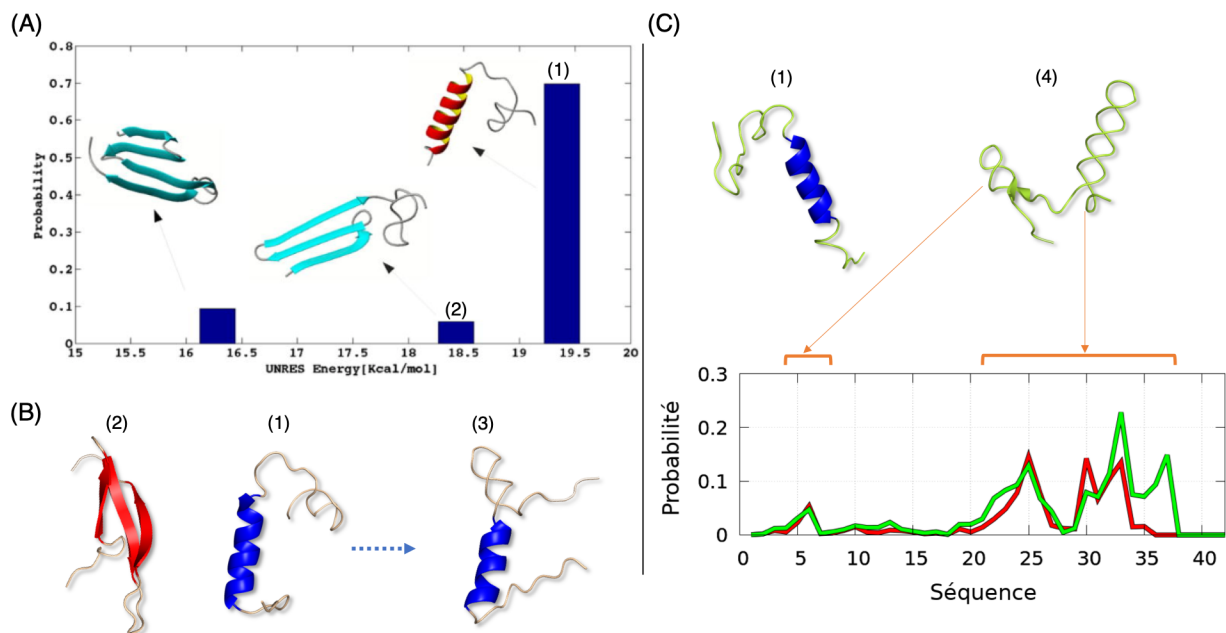 (A)
0.8
0.7
0.6
0.5
0.4
0.3
0.2
0.1
0
Probability
(1)
(2)
15 15.5 16 16.5 17 17.5 18 18.5 19 19.5 20
UNRES Energy[Kcal/mol]
(B)
(2) (1) (3)
(C)
(1) (4)
0.3
0.2
0.1
0
Probabilité
0 5 10 15 20 25 30 35 40
Séquence